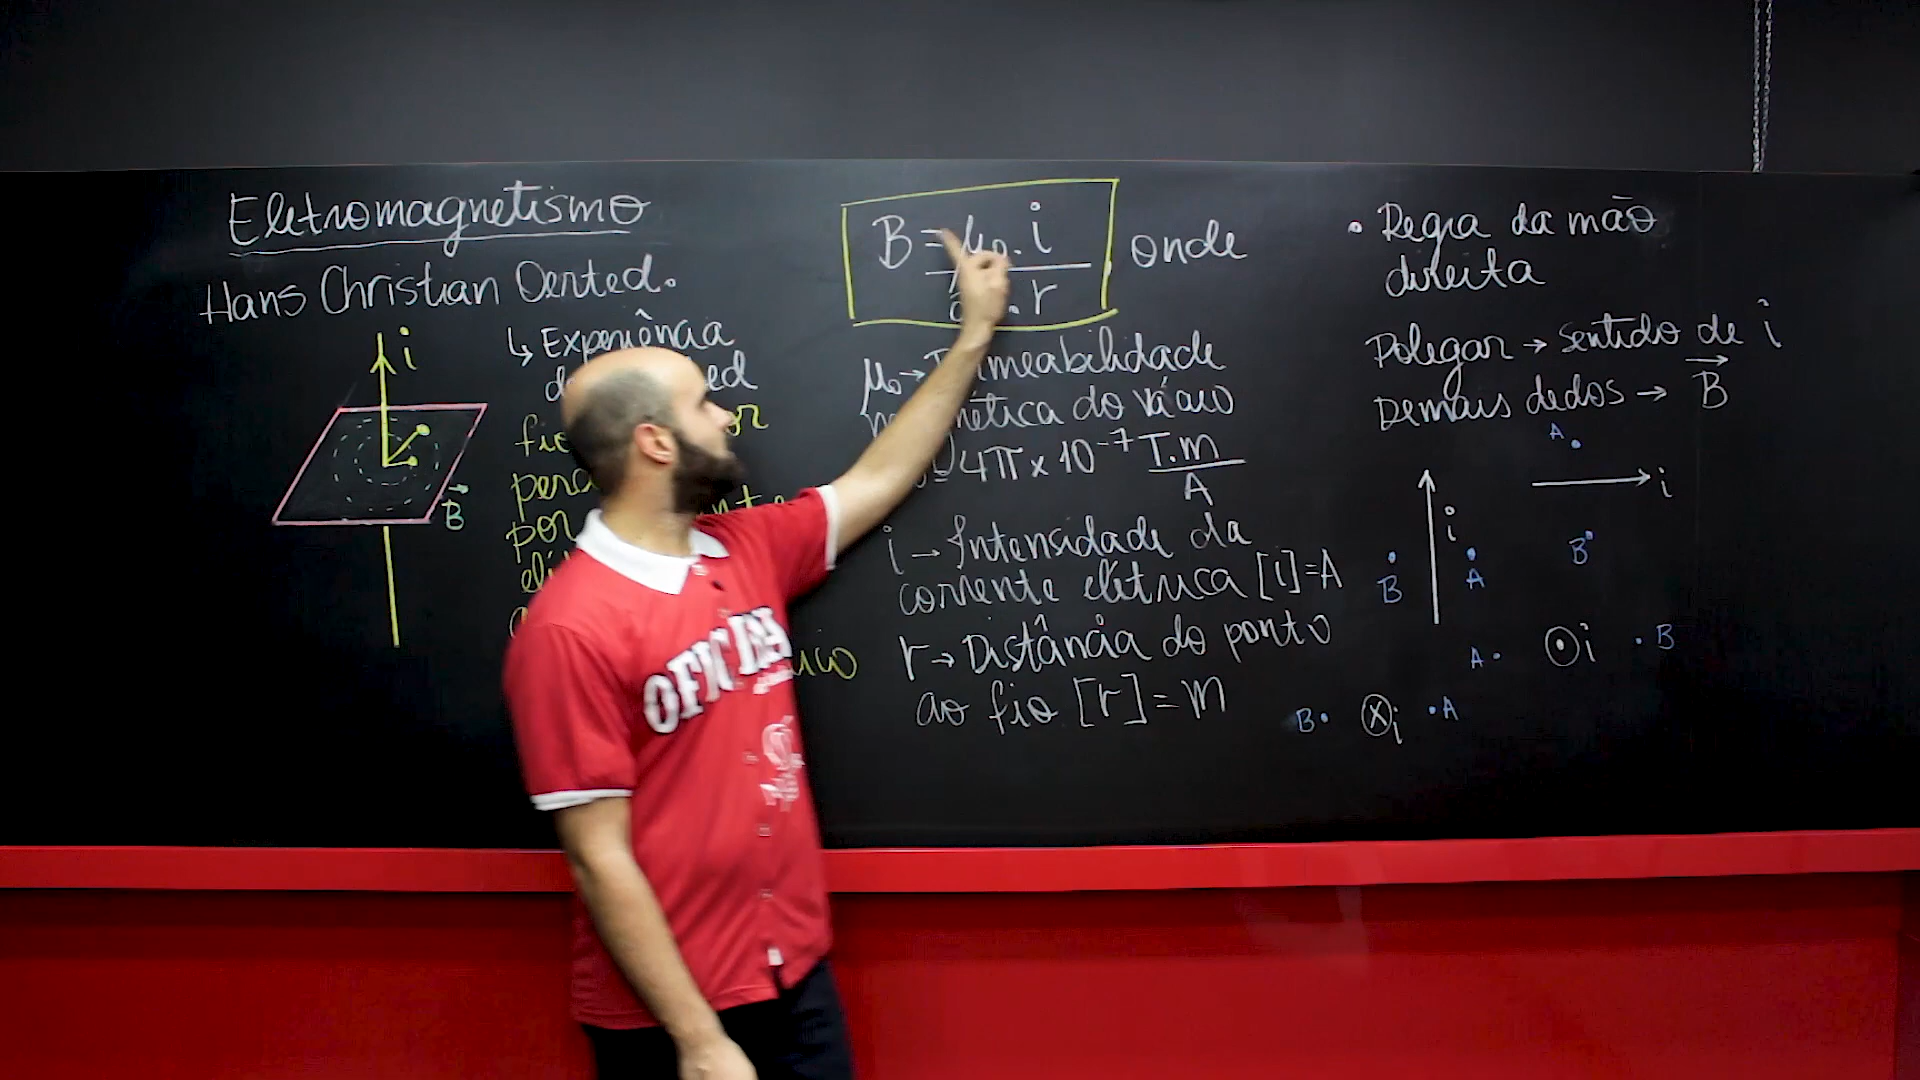 Eletromagnetismo
Hans Christian Oersted.
i
↳ Experiência
B
B = μ₀. i
. r
onde
μ₀ → Permeabilidade
magnética do vácuo
4π x 10⁻⁷ T.m
A
i → Intensidade da
corrente elétrica [i]=A
r → Distância do ponto
ao fio [r] = m
• Regra da mão
direita
Polegar → sentido de i
Demais dedos → B
A
i
B
i
B
A
A
i
B
B
i
A
OFICINA